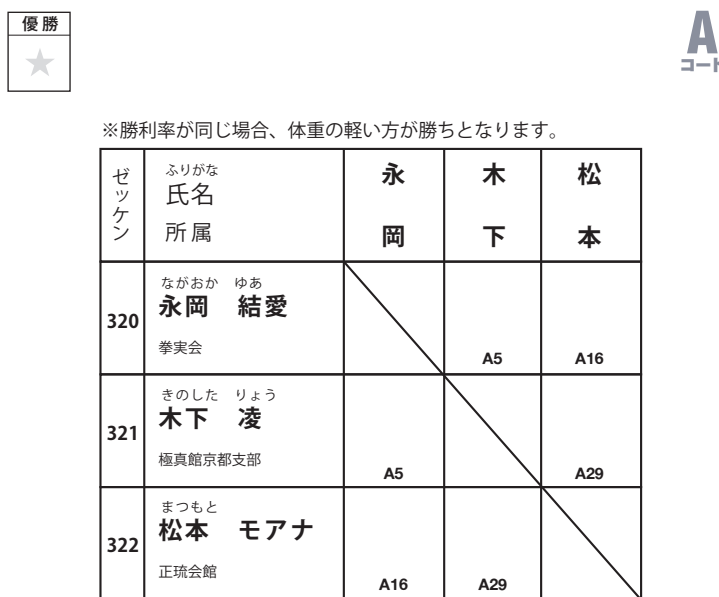 優勝
A
コート
※勝利率が同じ場合、体重の軽い方が勝ちとなります。
ゼッケン
ふりがな
氏名
所属
永岡
木下
松本
320
ながおか ゆあ
永岡 結愛
拳実会
A5
A16
321
きのした りょう
木下 凌
極真館京都支部
A5
A29
322
まつもと
松本 モアナ
正琉会館
A16
A29